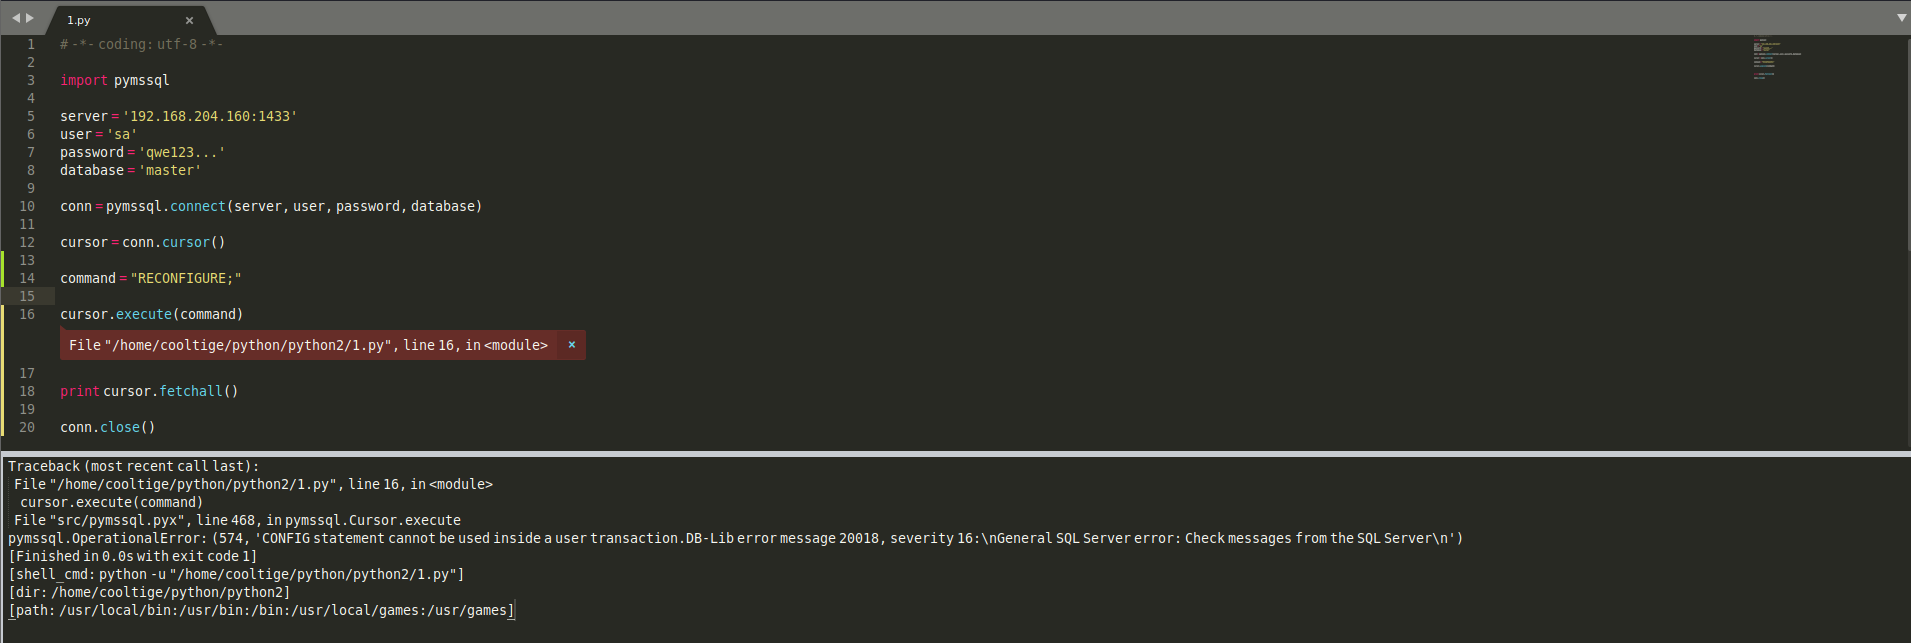 1.py ×
1 # -*- coding: utf-8 -*-
2
3 import pymssql
4
5 server = '192.168.204.160:1433'
6 user = 'sa'
7 password = 'qwe123...'
8 database = 'master'
9
10 conn = pymssql.connect(server, user, password, database)
11
12 cursor = conn.cursor()
13
14 command = "RECONFIGURE;"
15
16 cursor.execute(command)
File "/home/cooltige/python/python2/1.py", line 16, in <module> ×
17
18 print cursor.fetchall()
19
20 conn.close()
Traceback (most recent call last):
File "/home/cooltige/python/python2/1.py", line 16, in <module>
cursor.execute(command)
File "src/pymssql.pyx", line 468, in pymssql.Cursor.execute
pymssql.OperationalError: (574, 'CONFIG statement cannot be used inside a user transaction.DB-Lib error message 20018, severity 16:\nGeneral SQL Server error: Check messages from the SQL Server\n')
[Finished in 0.0s with exit code 1]
[shell_cmd: python -u "/home/cooltige/python/python2/1.py"]
[dir: /home/cooltige/python/python2]
[path: /usr/local/bin:/usr/bin:/bin:/usr/local/games:/usr/games]